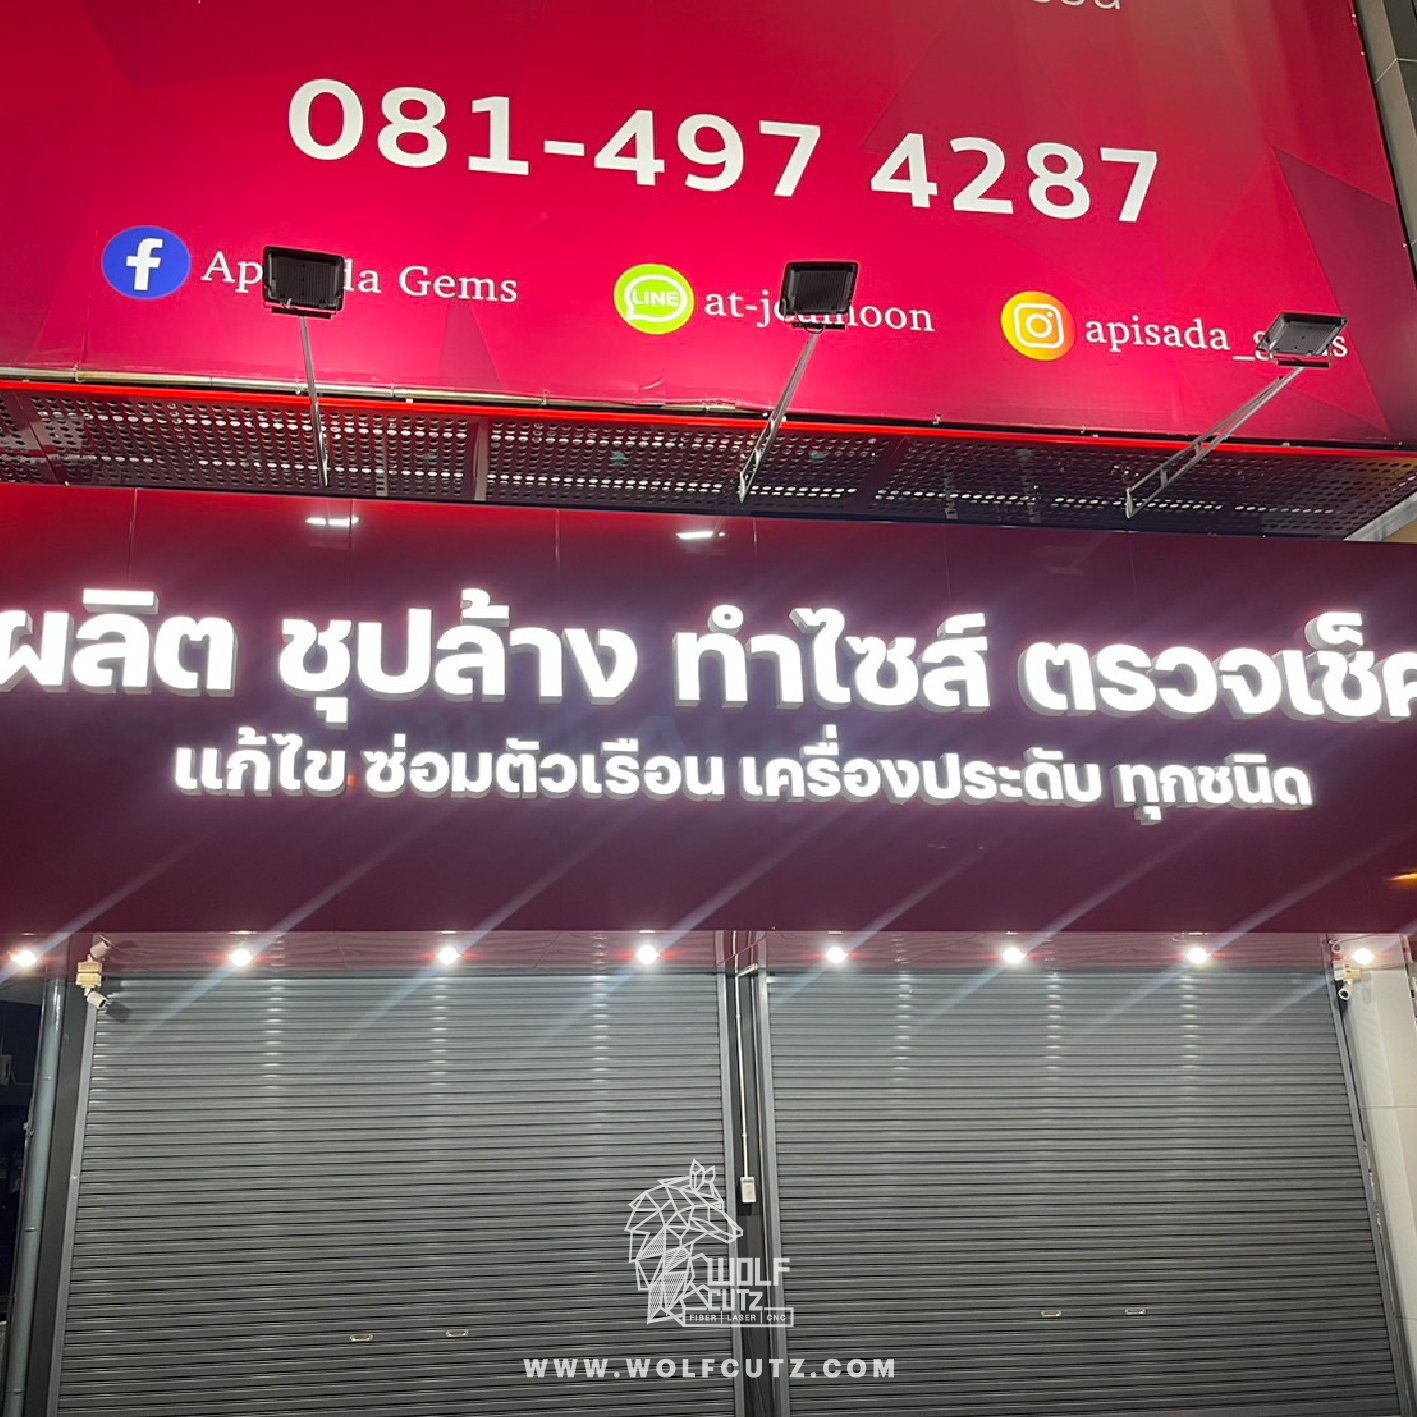 081-497 4287
Gems
LINE
apisada
ผลิต ชุปล้าง ทำไซส์ ตรวจเช็ค
แก้ไข ซ่อมตัวเรือน เครื่องประดับ ทุกชนิด
WOLF
CUTZ
FIBER | LASER | CNC
WWW.WOLFCUTZ.COM